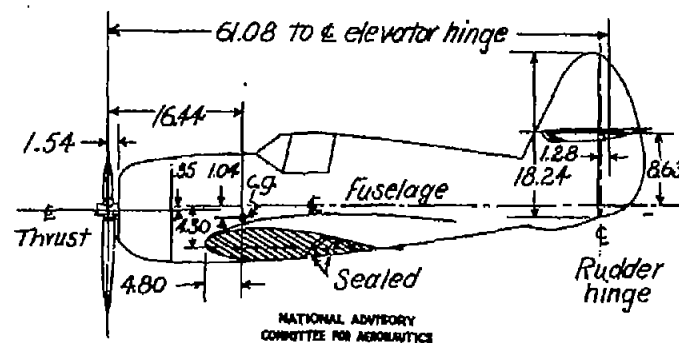 61.08 to ℄ elevator hinge
16.44
1.54
.35
1.04
c.g.
℄
Fuselage
1.28
18.24
8.63
℄
Thrust
4.30
4.80
Sealed
℄
Rudder
hinge
NATIONAL ADVISORY
COMMITTEE FOR AERONAUTICS